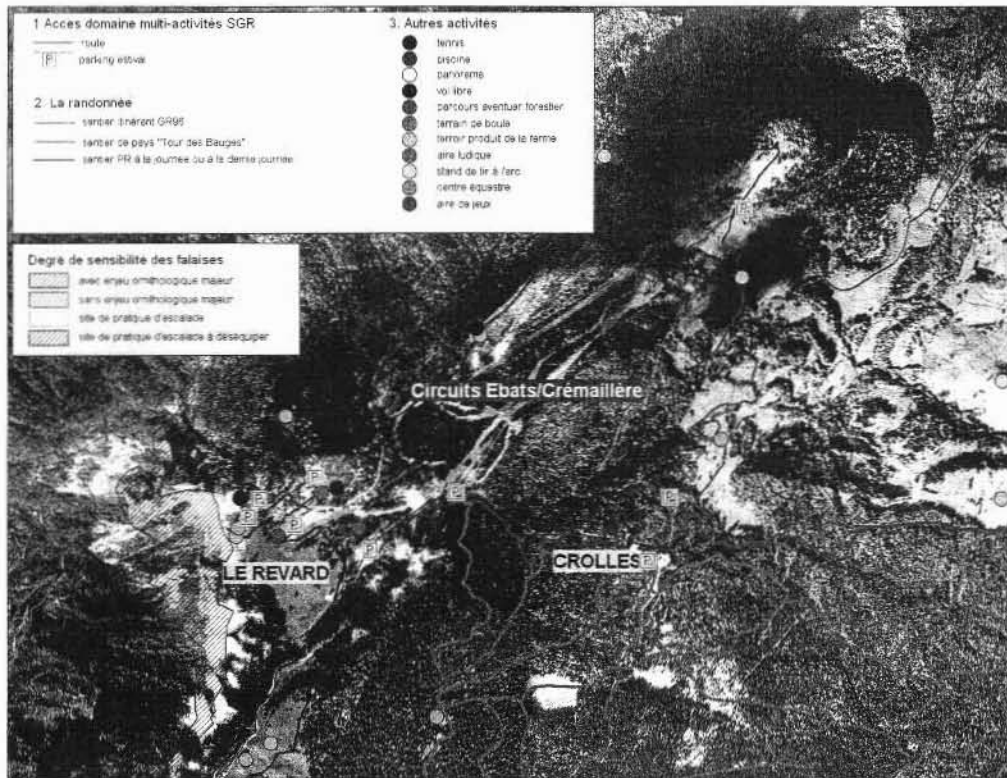 1 Acces domaine multi-activités SGR
route
P parking estival
2. La randonnée
sentier itinérant GR96
sentier de pays "Tour des Bauges"
sentier PR à la journée ou à la demie journée
3. Autres activités
tennis
piscine
panorama
vol libre
parcours aventuer forestier
terrain de boule
terroir produit de la ferme
aire ludique
stand de tir à l'arc
centre équestre
aire de jeux
Degré de sensibilité des falaises
avec enjeu ornithologique majeur
sans enjeu ornithologique majeur
site de pratique d'escalade
site de pratique d'escalade à déséquiper
P
Circuits Ebats/Crémaillère
P
P
P
P
P
P
P
LE REVARD
CROLLES
P